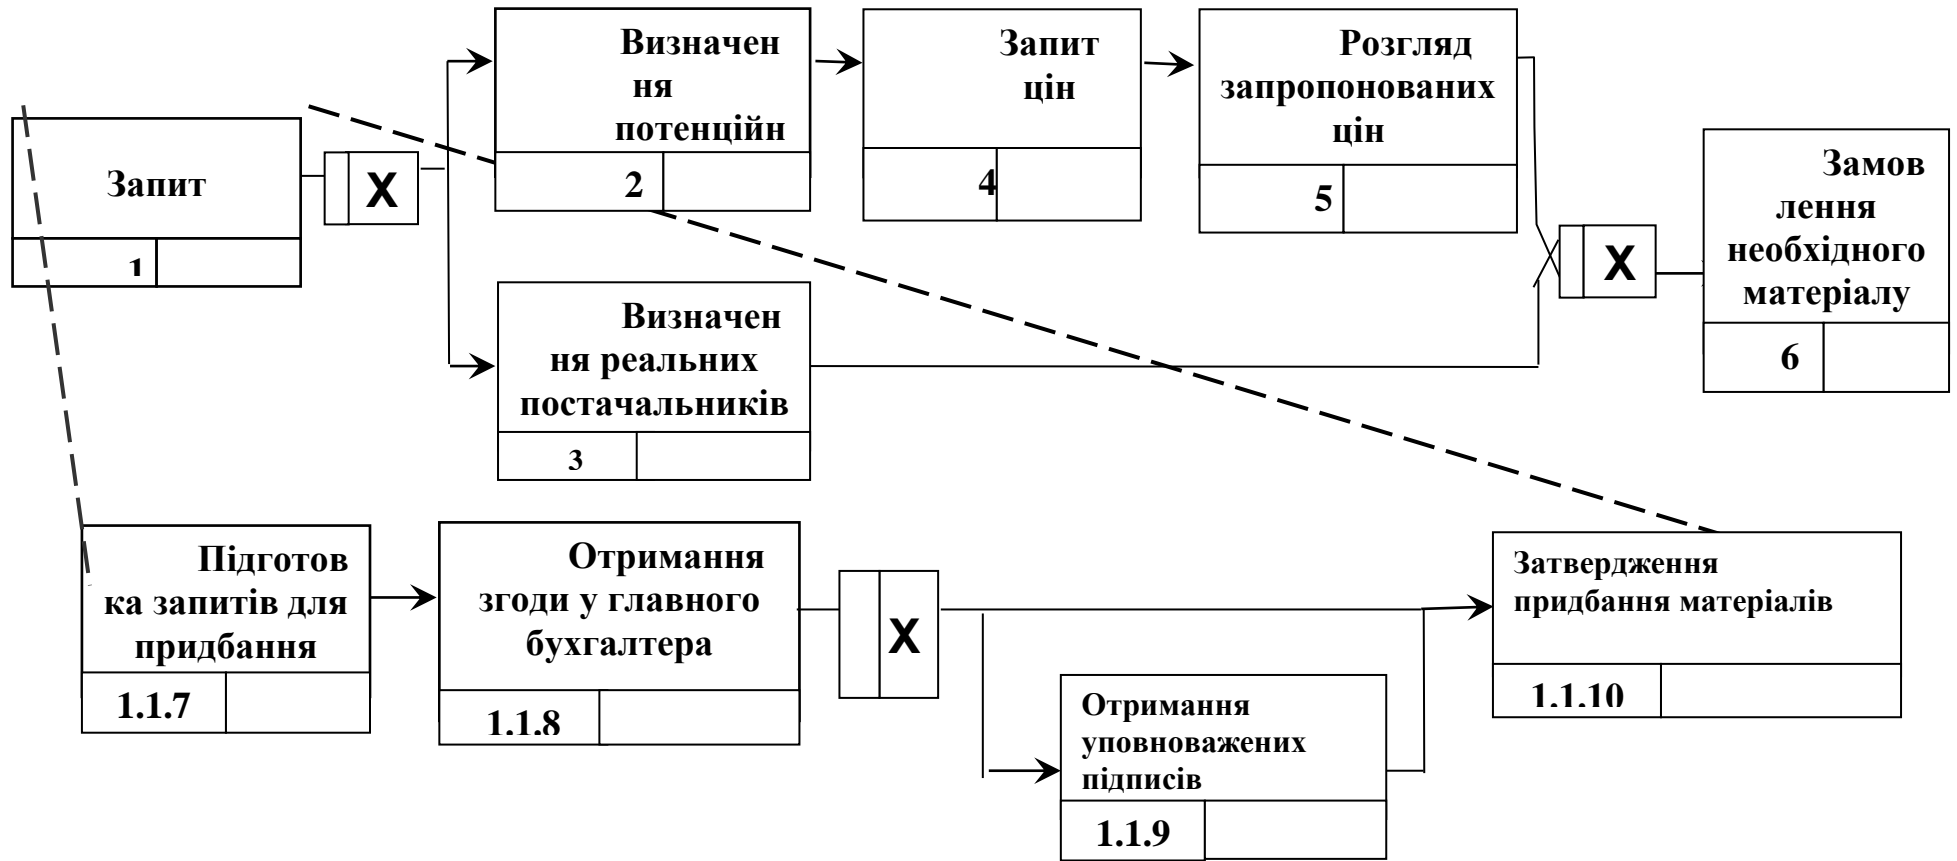 Визначен
ня
потенційн
2
Запит
цін
4
Розгляд
запропонованих
цін
5
Запит
1
X
Визначен
ня реальних
постачальників
3
X
Замов
лення
необхідного
матеріалу
6
Підготов
ка запитів для
придбання
1.1.7
Отримання
згоди у главного
бухгалтера
1.1.8
X
Отримання
уповноважених
підписів
1.1.9
Затвердження
придбання матеріалів
1.1.10